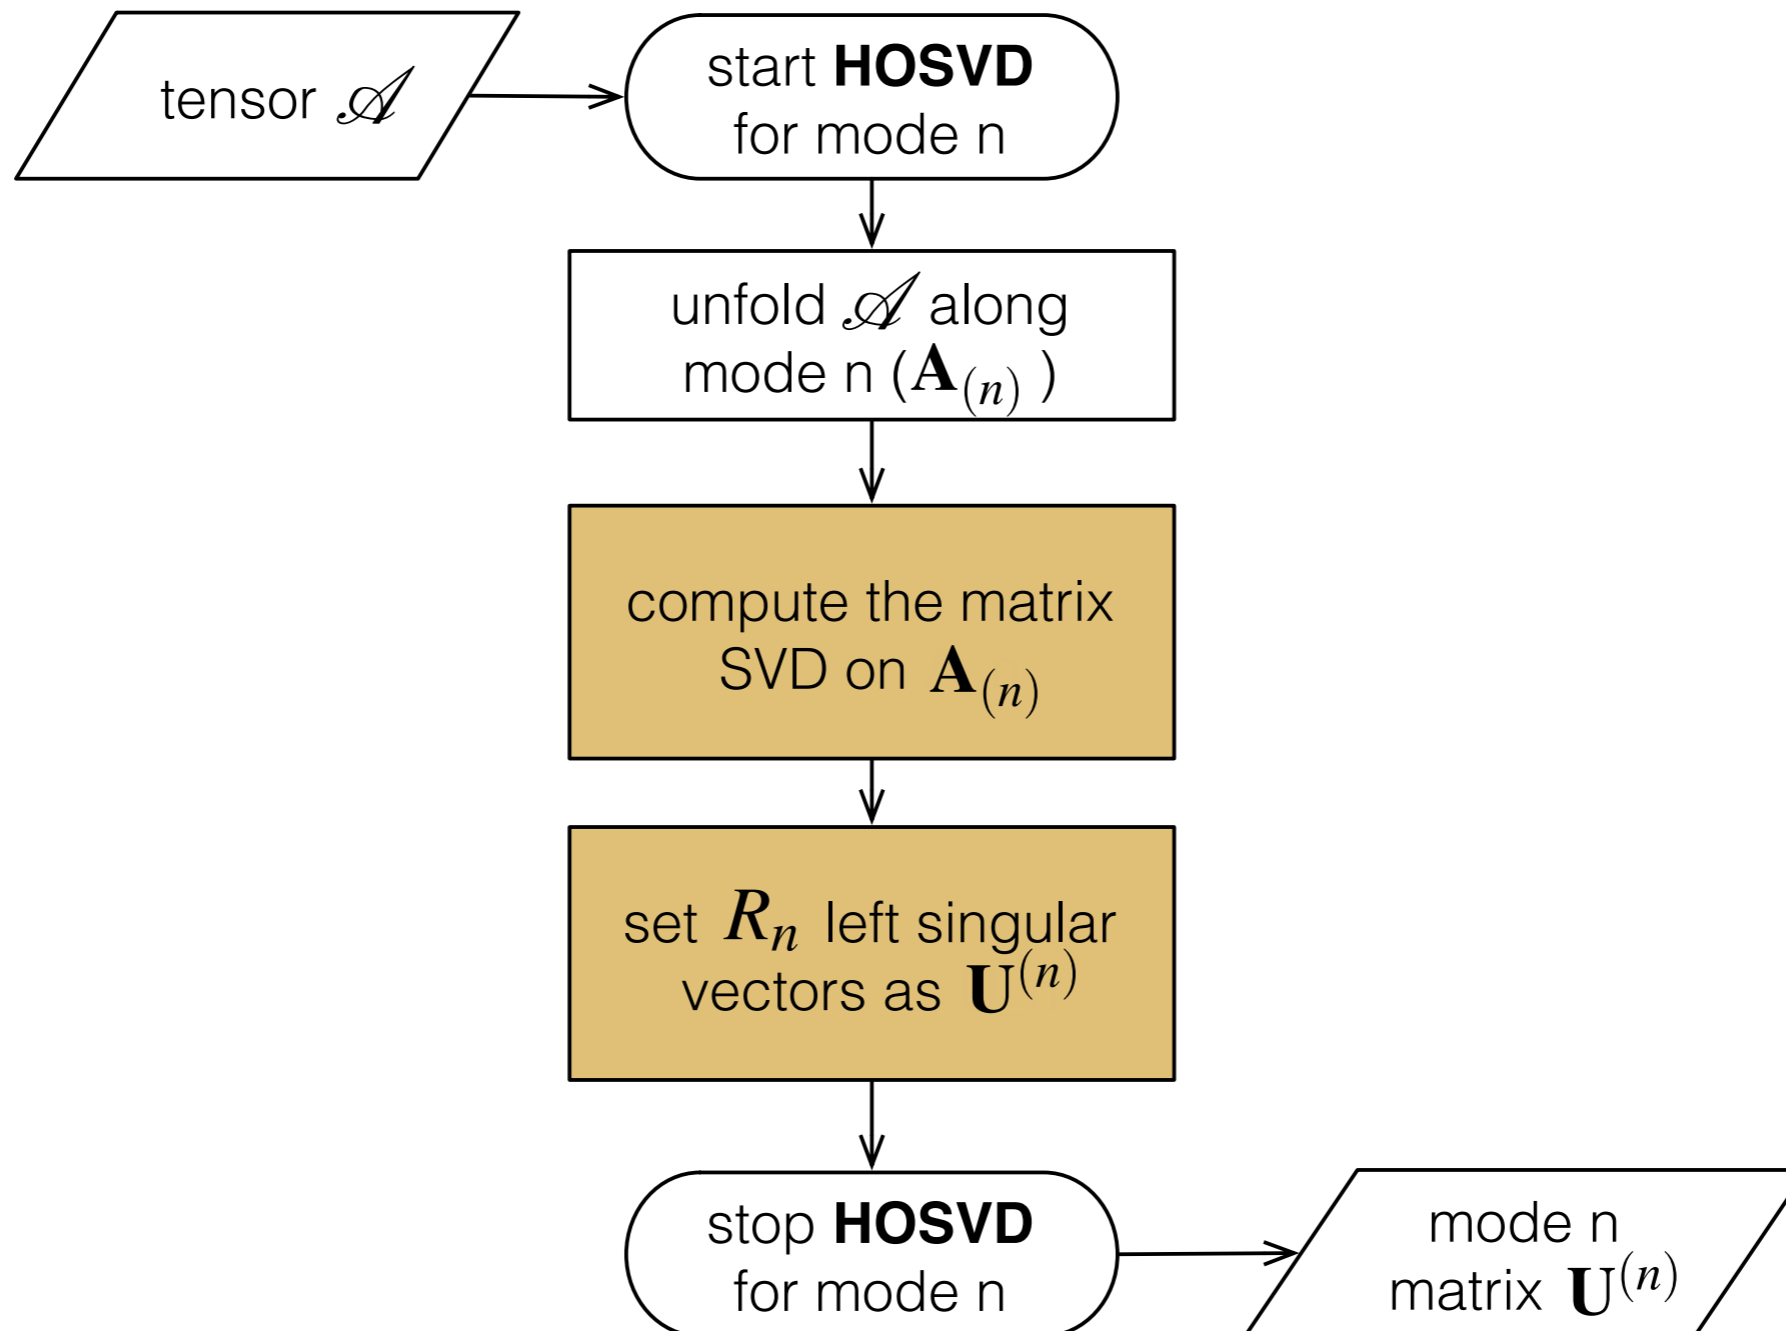 tensor 𝒜
start HOSVD
for mode n
unfold 𝒜 along
mode n (A₍ₙ₎ )
compute the matrix
SVD on A₍ₙ₎
set Rₙ left singular
vectors as U⁽ⁿ⁾
stop HOSVD
for mode n
mode n
matrix U⁽ⁿ⁾